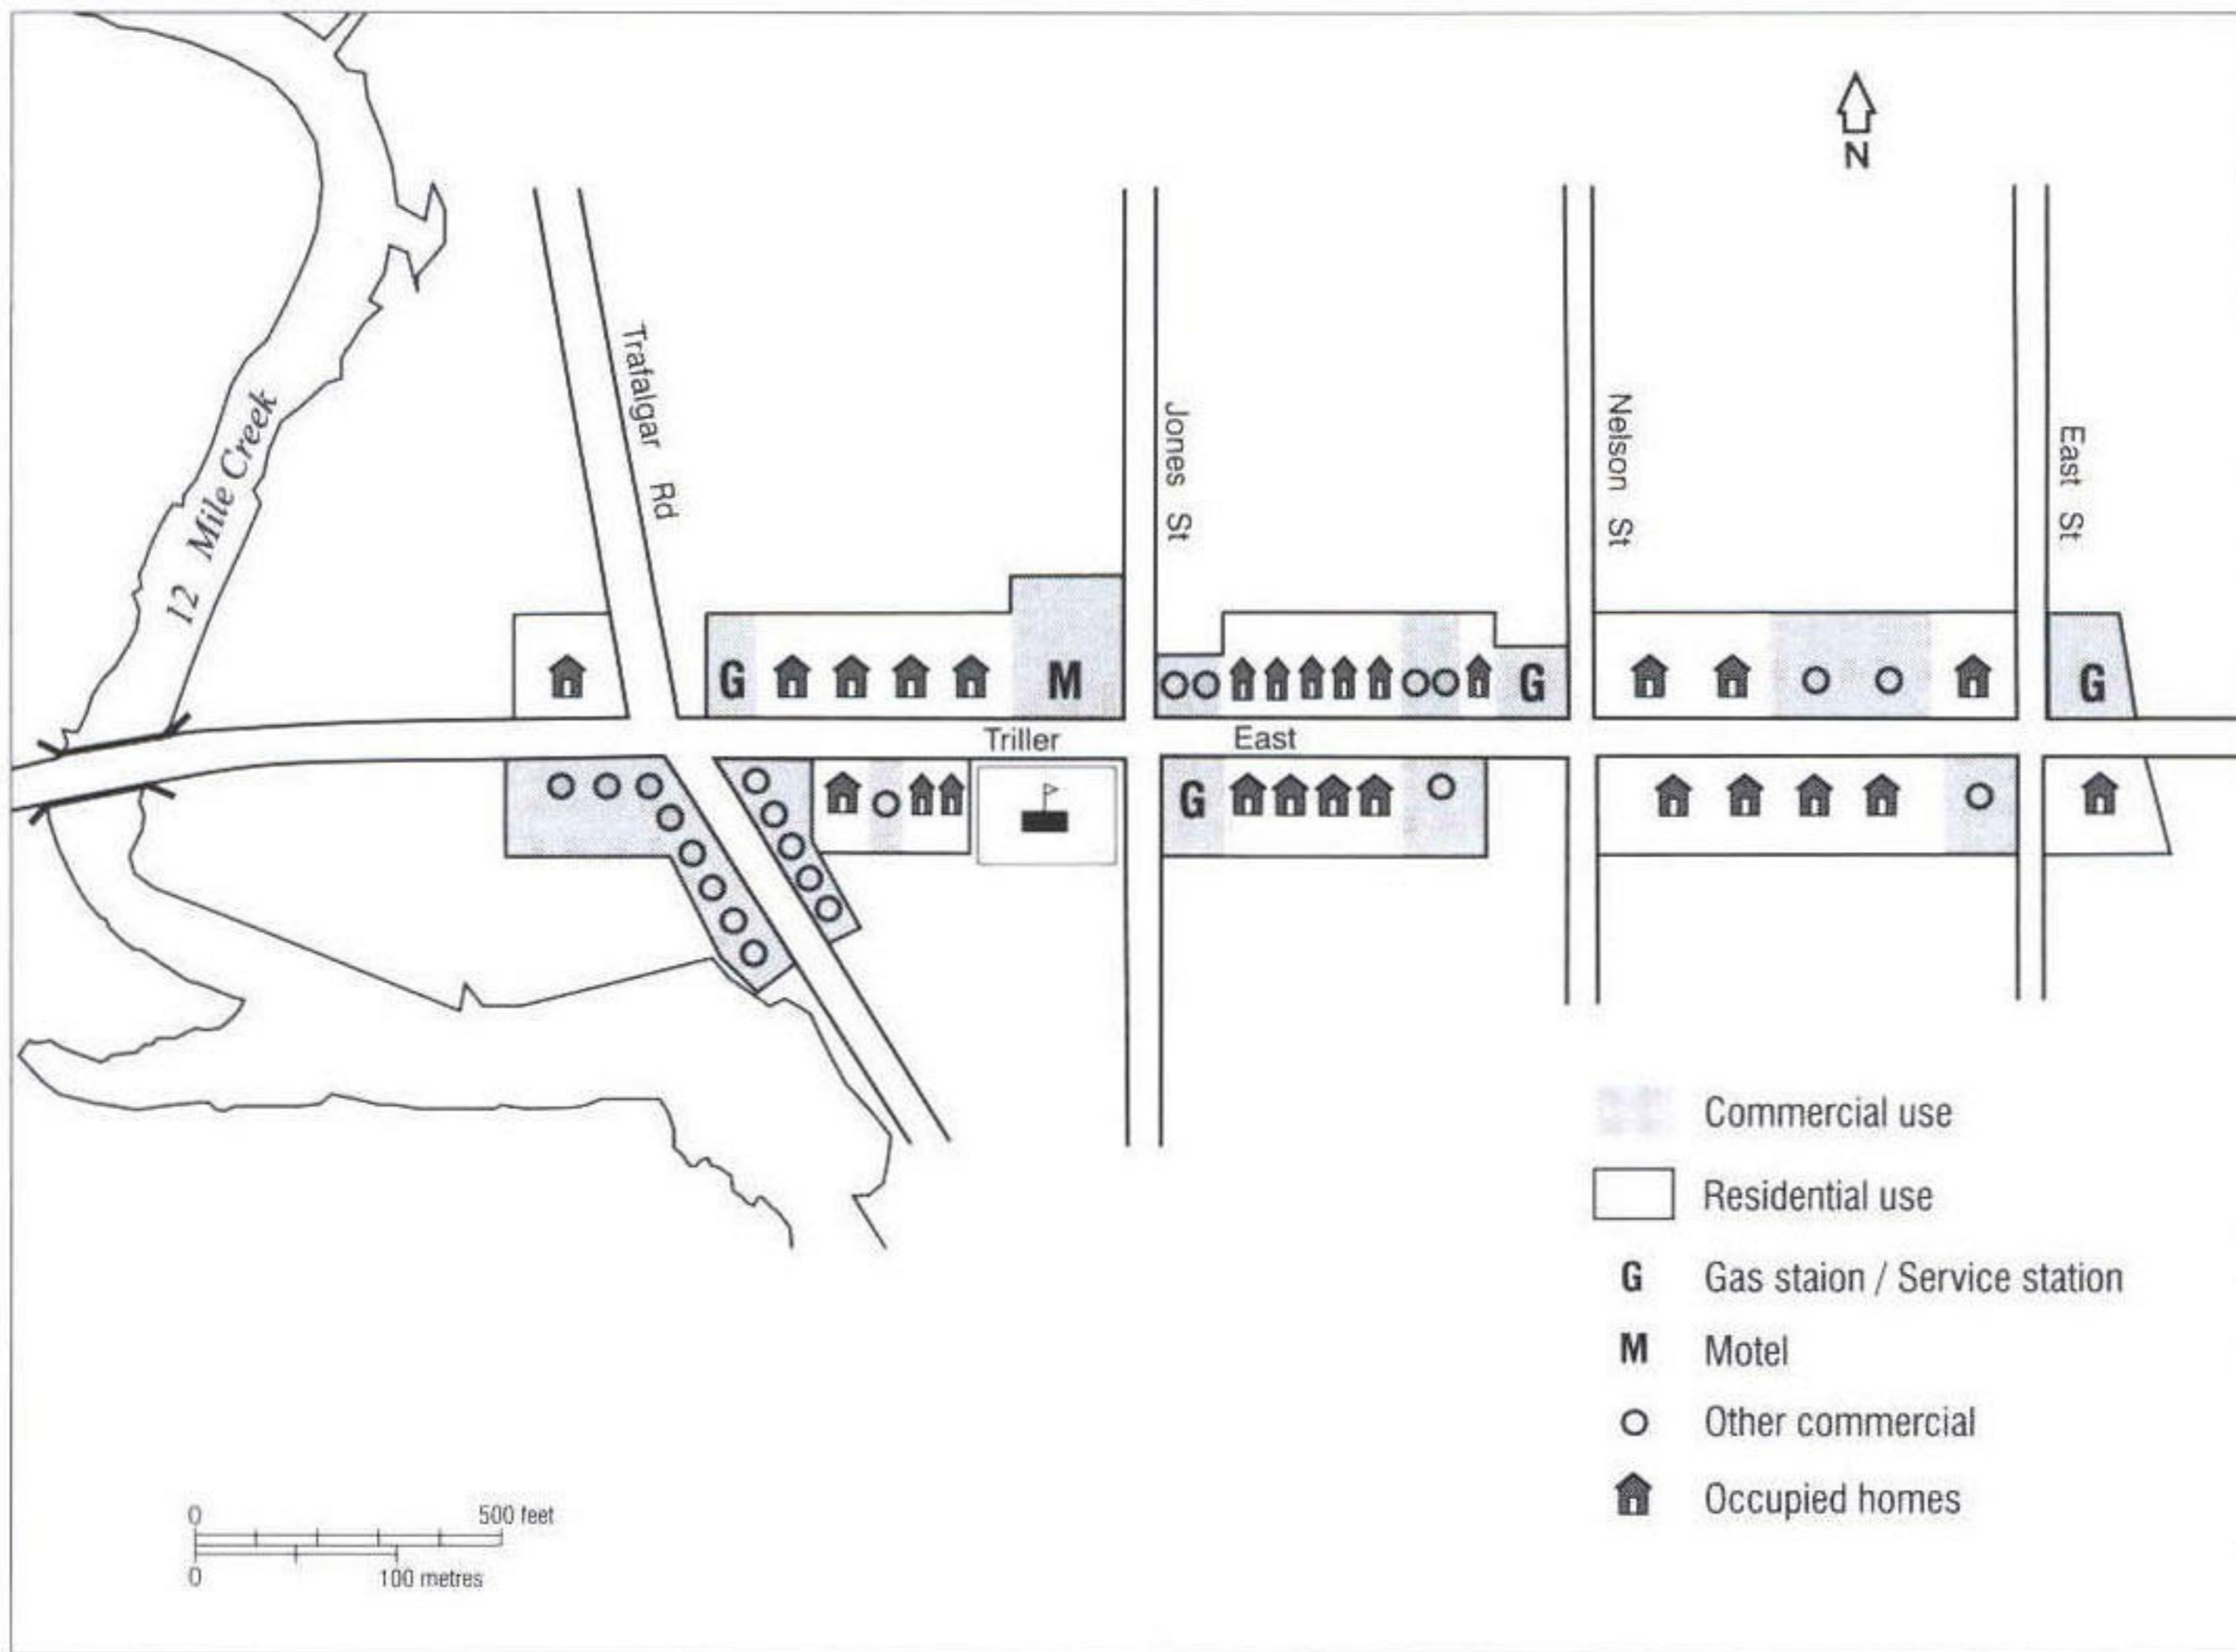 N
12 Mile Creek
Trafalgar Rd
Jones St
Nelson St
East St
G
M
G
G
Triller East
G
Commercial use
Residential use
G Gas staion / Service station
M Motel
Other commercial
Occupied homes
0 500 feet
0 100 metres